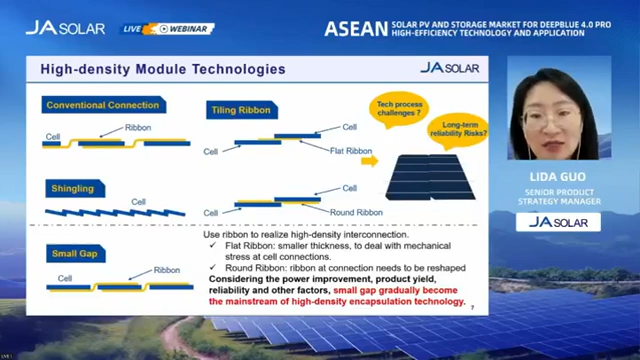 JA SOLAR
LIVE WEBINAR
ASEAN SOLAR PV AND STORAGE MARKET FOR DEEPBLUE 4.0 PRO
HIGH-EFFICIENCY TECHNOLOGY AND APPLICATION
High-density Module Technologies
JA SOLAR
Conventional Connection
Ribbon
Cell
Shingling
Cell
Small Gap
Cell
Ribbon
Tiling Ribbon
Cell
Cell
Flat Ribbon
Cell
Cell
Round Ribbon
Tech process
challenges ?
Long-term
reliability Risks?
Use ribbon to realize high-density interconnection.
✓ Flat Ribbon: smaller thickness, to deal with mechanical
stress at cell connections.
✓ Round Ribbon: ribbon at connection needs to be reshaped
Considering the power improvement, product yield,
reliability and other factors, small gap gradually become
the mainstream of high-density encapsulation technology.
7
LIDA GUO
SENIOR PRODUCT
STRATEGY MANAGER
JA SOLAR